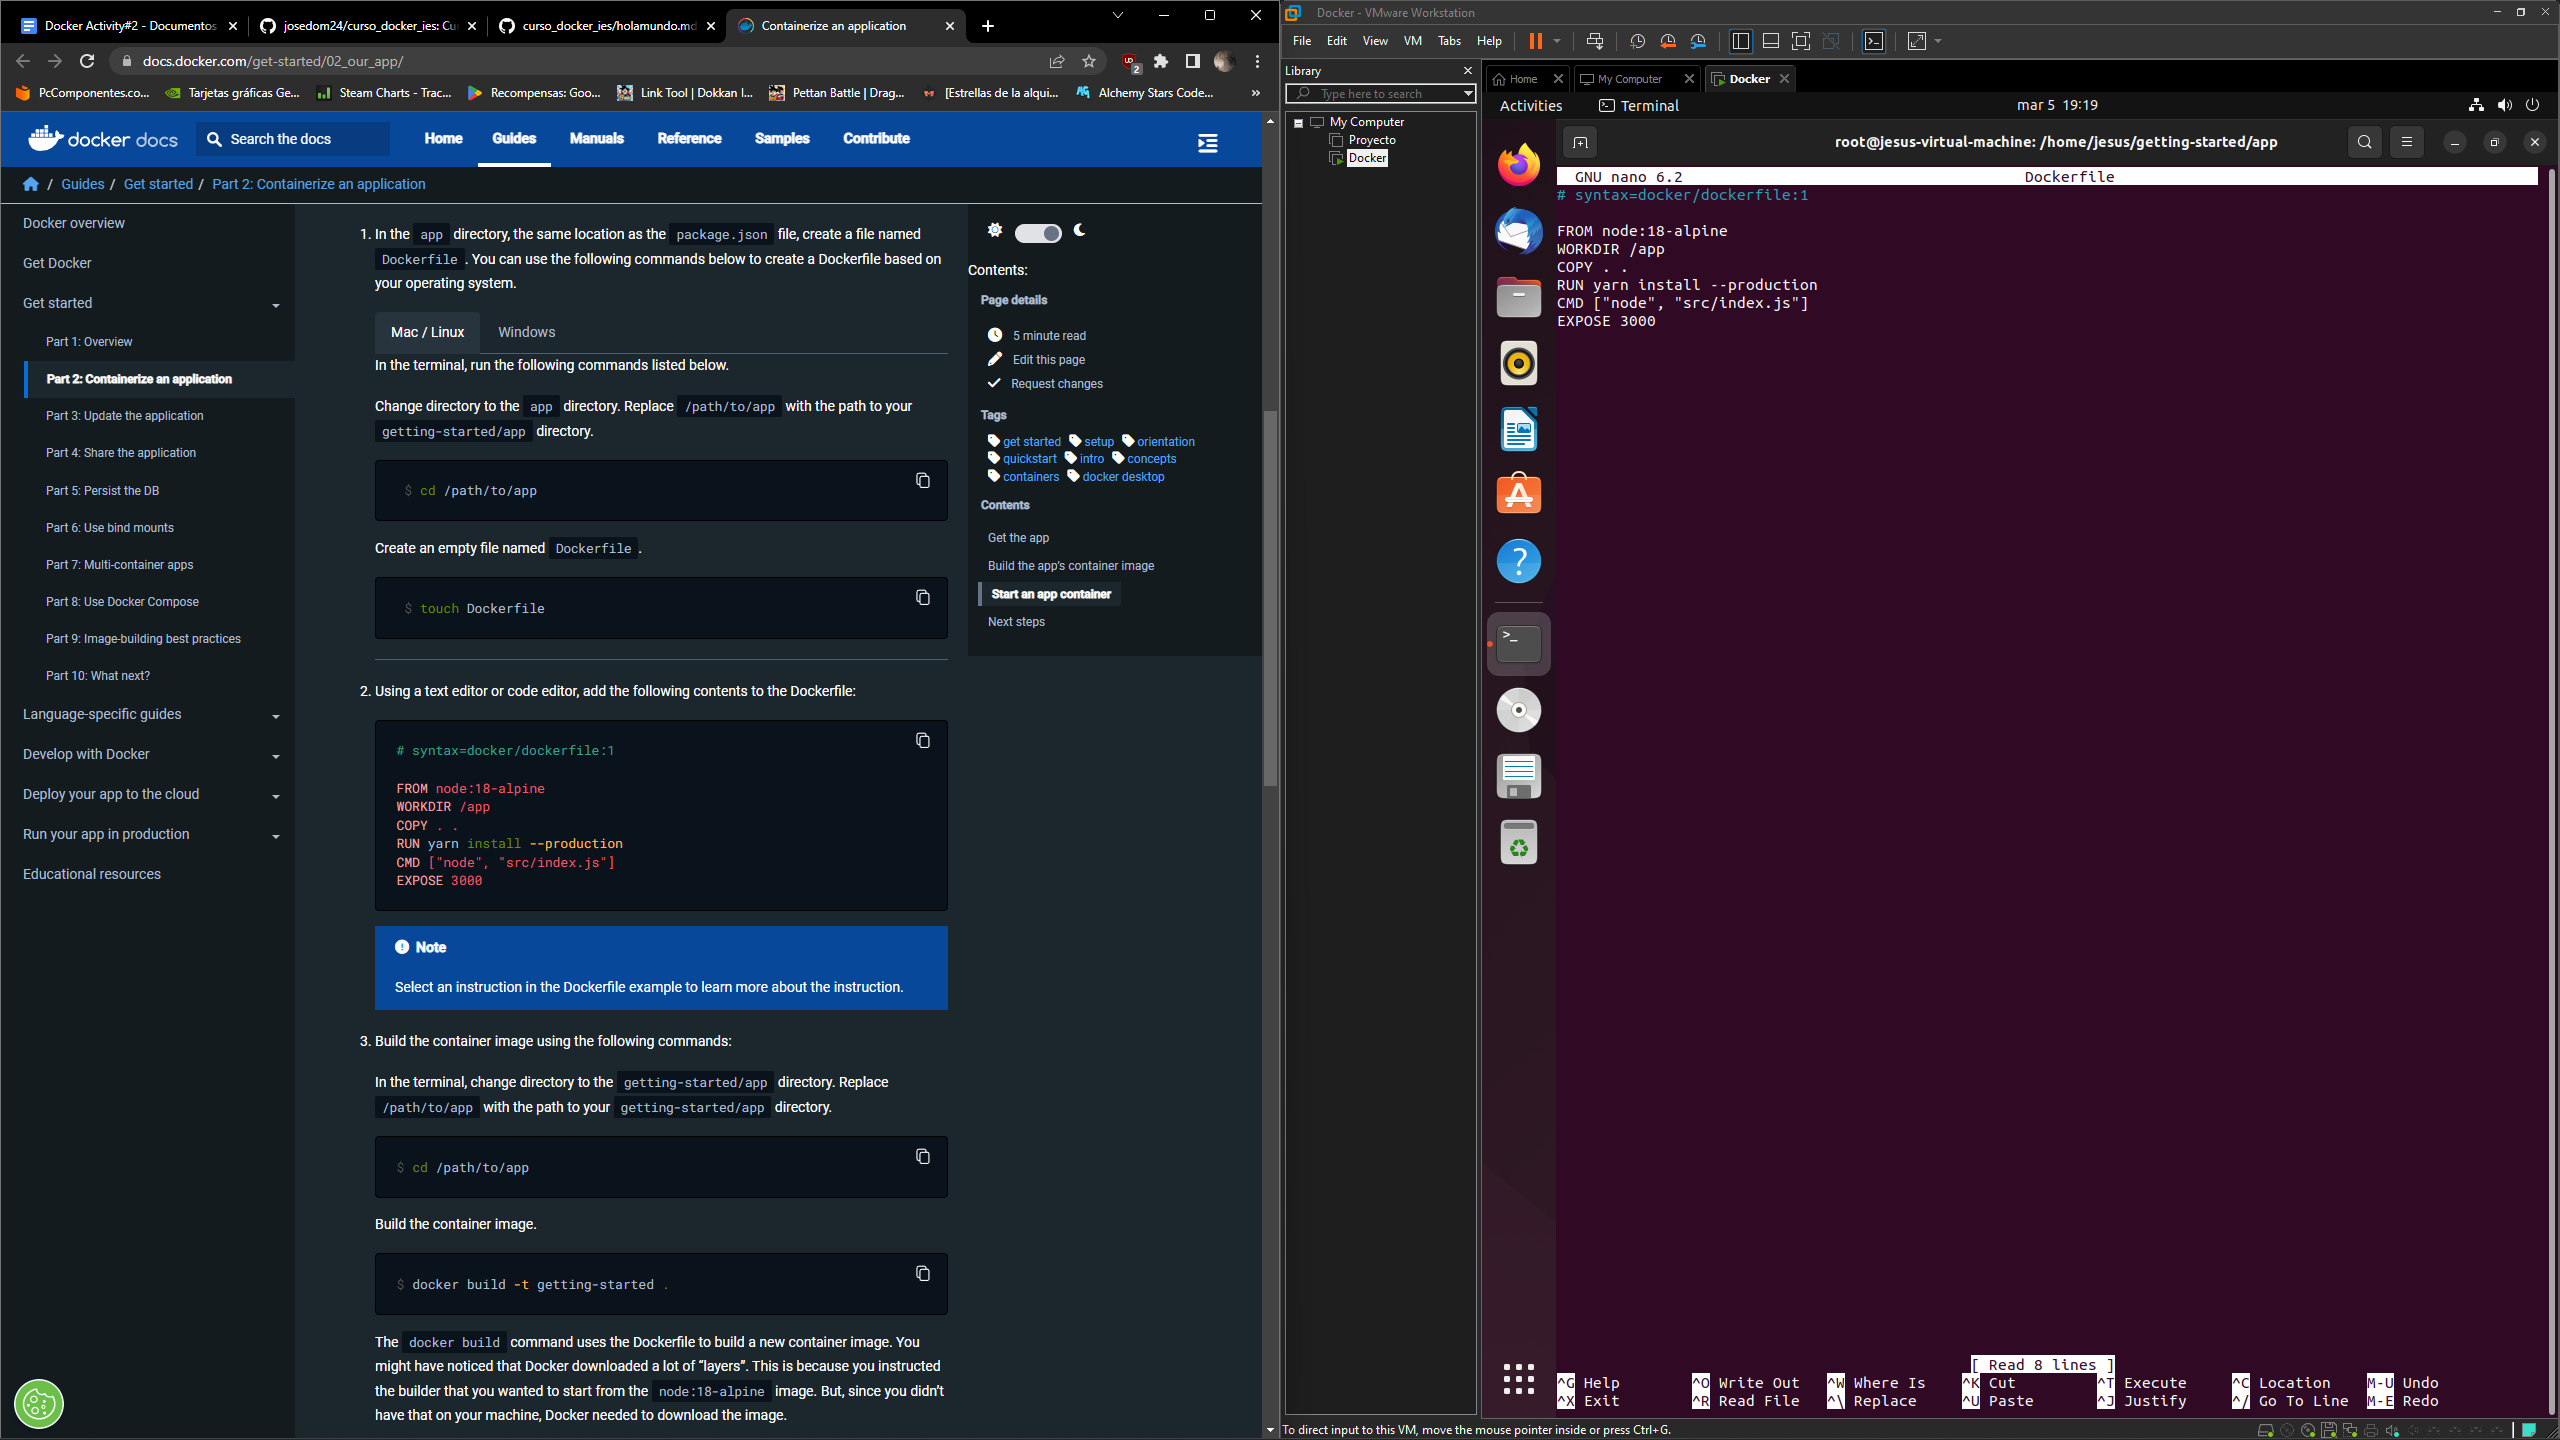 Docker Activity#2 - Documentos
josedom24/curso_docker_ies: Cu
curso_docker_ies/holamundo.md
Containerize an application
docs.docker.com/get-started/02_our_app/
2
PcComponentes.co...
Tarjetas gráficas Ge...
Steam Charts - Trac...
Recompensas: Goo...
Link Tool | Dokkan I...
Pettan Battle | Drag...
[Estrellas de la alqui...
Alchemy Stars Code...
»
docker docs
Search the docs
Home
Guides
Manuals
Reference
Samples
Contribute
/ Guides / Get started / Part 2: Containerize an application
Docker overview
Get Docker
Get started
Part 1: Overview
Part 2: Containerize an application
Part 3: Update the application
Part 4: Share the application
Part 5: Persist the DB
Part 6: Use bind mounts
Part 7: Multi-container apps
Part 8: Use Docker Compose
Part 9: Image-building best practices
Part 10: What next?
Language-specific guides
Develop with Docker
Deploy your app to the cloud
Run your app in production
Educational resources
1. In the app directory, the same location as the package.json file, create a file named
Dockerfile . You can use the following commands below to create a Dockerfile based on
your operating system.
Mac / Linux
Windows
In the terminal, run the following commands listed below.
Change directory to the app directory. Replace /path/to/app with the path to your
getting-started/app directory.
$ cd /path/to/app
Create an empty file named Dockerfile .
$ touch Dockerfile
2. Using a text editor or code editor, add the following contents to the Dockerfile:
# syntax=docker/dockerfile:1
FROM node:18-alpine
WORKDIR /app
COPY . .
RUN yarn install --production
CMD ["node", "src/index.js"]
EXPOSE 3000
Note
Select an instruction in the Dockerfile example to learn more about the instruction.
3. Build the container image using the following commands:
In the terminal, change directory to the getting-started/app directory. Replace
/path/to/app with the path to your getting-started/app directory.
$ cd /path/to/app
Build the container image.
$ docker build -t getting-started .
The docker build command uses the Dockerfile to build a new container image. You
might have noticed that Docker downloaded a lot of “layers”. This is because you instructed
the builder that you wanted to start from the node:18-alpine image. But, since you didn’t
have that on your machine, Docker needed to download the image.
Contents:
Page details
5 minute read
Edit this page
Request changes
Tags
get started setup orientation
quickstart intro concepts
containers docker desktop
Contents
Get the app
Build the app’s container image
Start an app container
Next steps
Docker - VMware Workstation
File Edit View VM Tabs Help
Library
Type here to search
My Computer
Proyecto
Docker
Home
My Computer
Docker
Activities
Terminal
mar 5 19:19
root@jesus-virtual-machine: /home/jesus/getting-started/app
GNU nano 6.2 Dockerfile
# syntax=docker/dockerfile:1
FROM node:18-alpine
WORKDIR /app
COPY . .
RUN yarn install --production
CMD ["node", "src/index.js"]
EXPOSE 3000
[ Read 8 lines ]
^G Help ^O Write Out ^W Where Is ^K Cut ^T Execute ^C Location M-U Undo
^X Exit ^R Read File ^\ Replace ^U Paste ^J Justify ^/ Go To Line M-E Redo
To direct input to this VM, move the mouse pointer inside or press Ctrl+G.